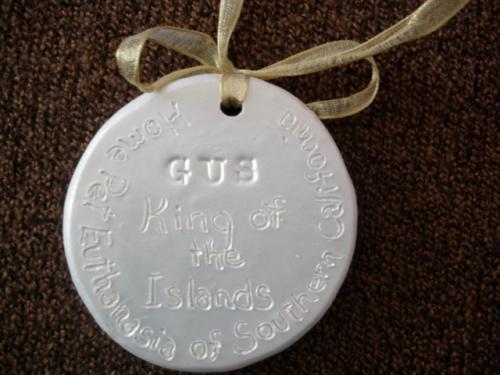 GUS
King of
the
Islands
Home Pet Euthanasia of Southern California